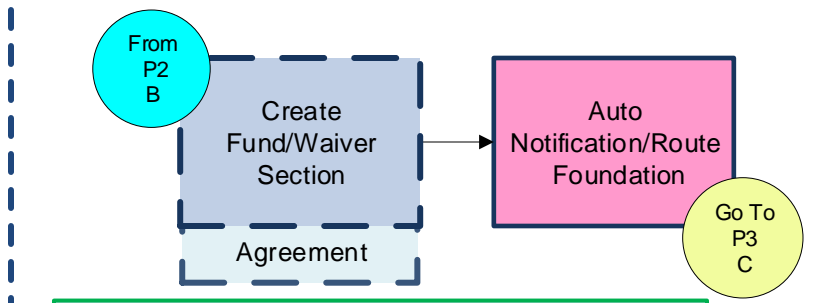 From
P2
B
Create
Fund/Waiver
Section
Agreement
Auto
Notification/Route
Foundation
Go To
P3
C